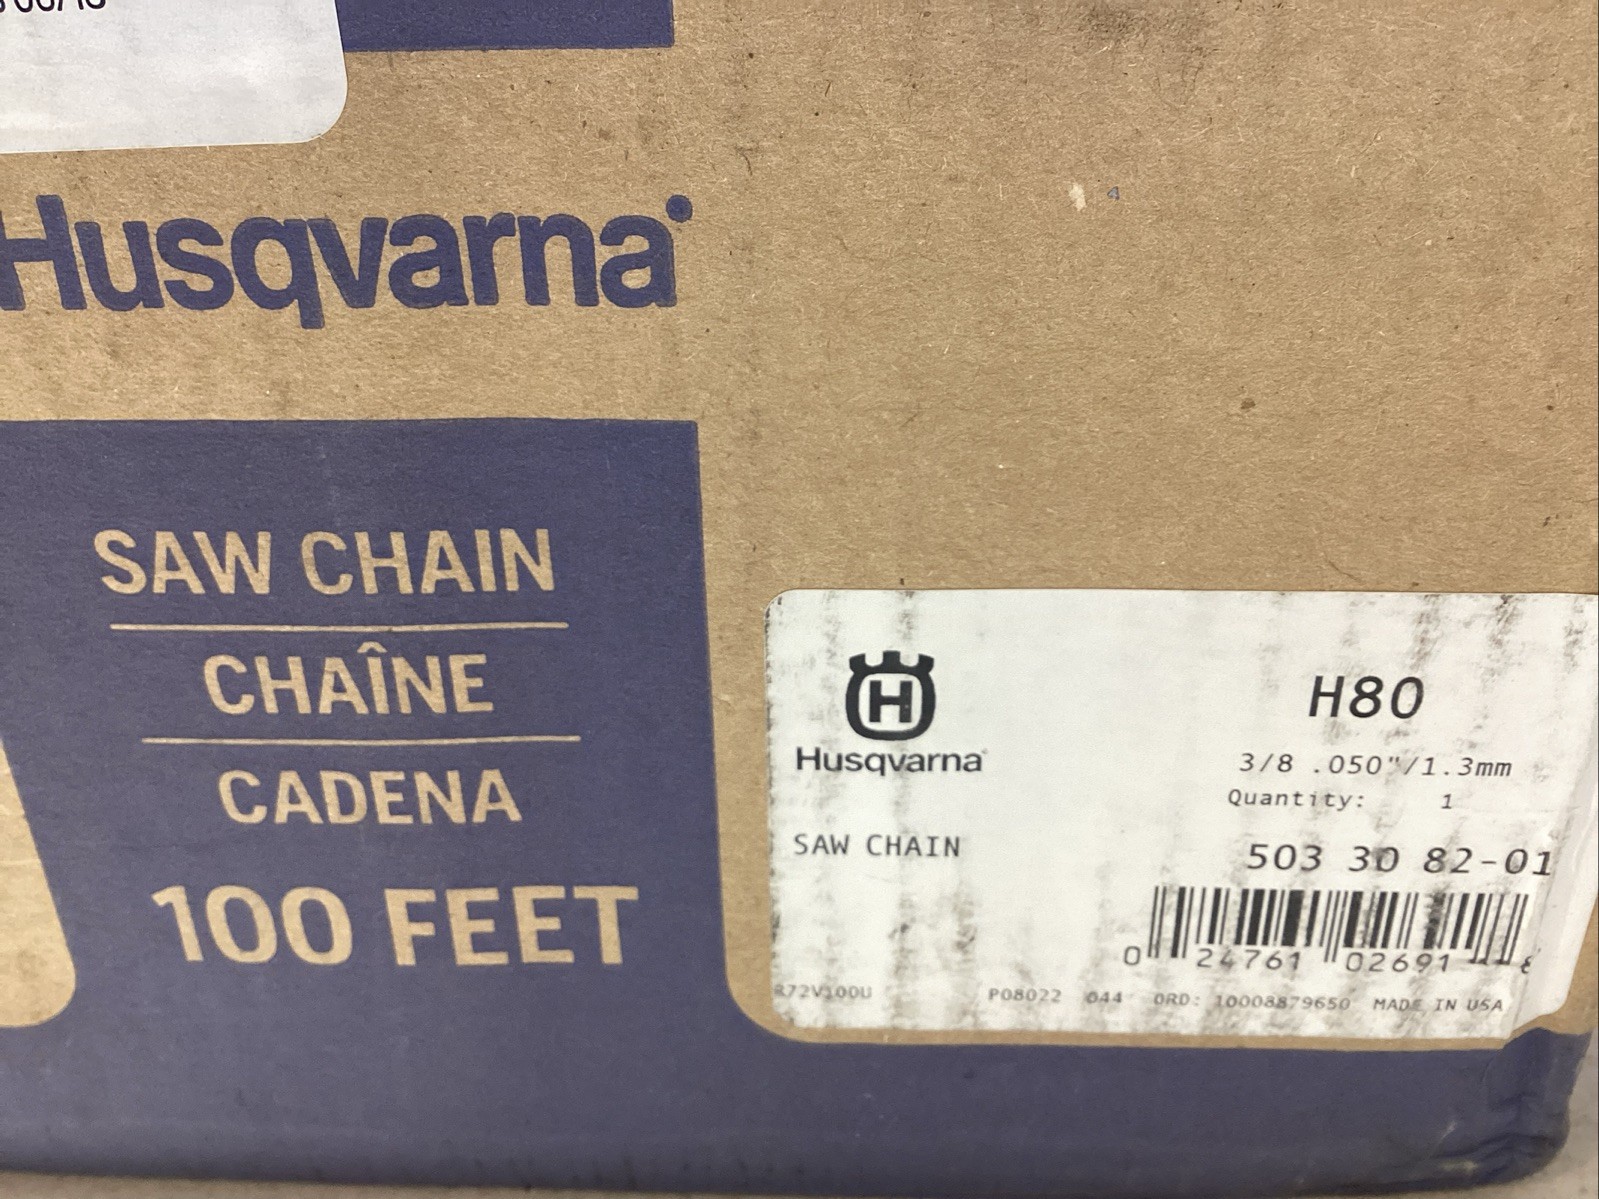 Husqvarna
SAW CHAIN
CHAÎNE
CADENA
100 FEET
H
Husqvarna
SAW CHAIN
H80
3/8 .050"/1.3mm
Quantity: 1
503 30 82-01
0 24761 02691
R72V100U P08022 044 ORD: 10008879650 MADE IN USA